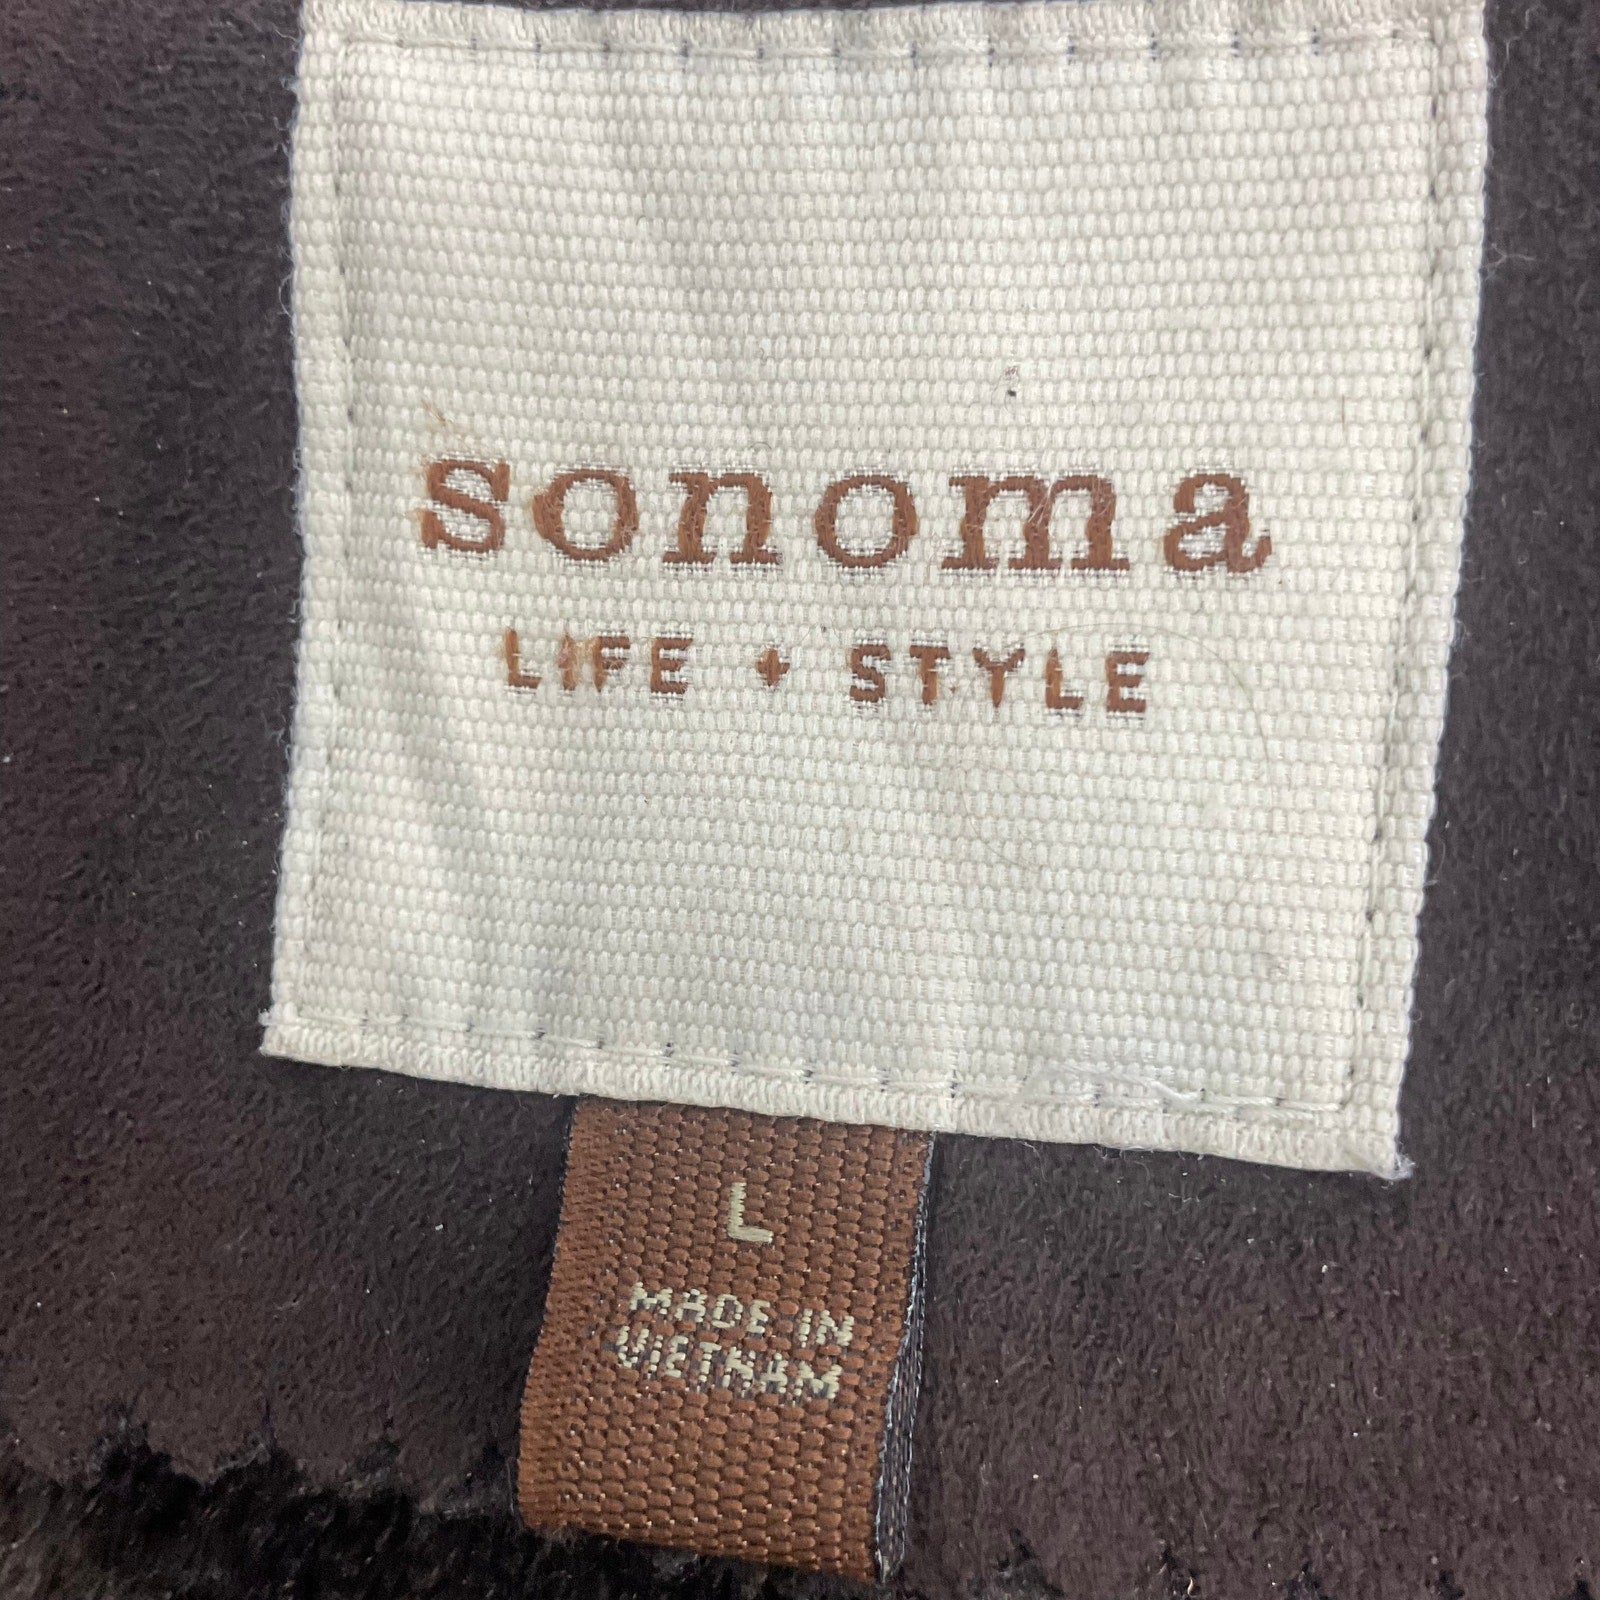 sonoma
LIFE + STYLE
L
MADE IN
VIETNAM